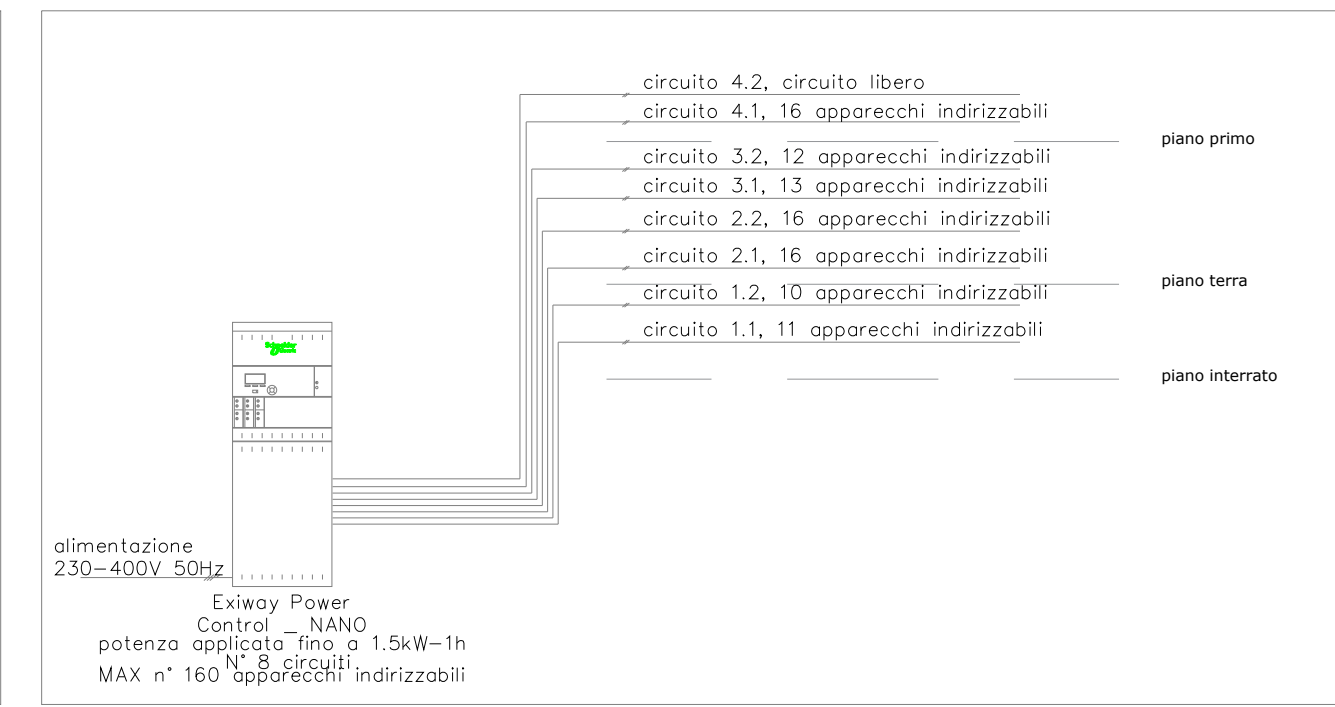 circuito 4.2, circuito libero
circuito 4.1, 16 apparecchi indirizzabili
piano primo
circuito 3.2, 12 apparecchi indirizzabili
circuito 3.1, 13 apparecchi indirizzabili
circuito 2.2, 16 apparecchi indirizzabili
circuito 2.1, 16 apparecchi indirizzabili
piano terra
circuito 1.2, 10 apparecchi indirizzabili
circuito 1.1, 11 apparecchi indirizzabili
piano interrato
Schneider
Electric
alimentazione
230-400V 50Hz
Exiway Power
Control _ NANO
potenza applicata fino a 1.5kW-1h
N° 8 circuiti
MAX n° 160 apparecchi indirizzabili